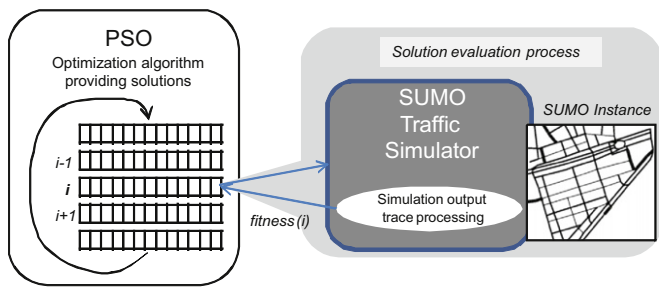 PSO
Optimization algorithm
providing solutions
i-1
i
i+1
fitness(i)
Solution evaluation process
SUMO
Traffic
Simulator
Simulation output
trace processing
SUMO Instance